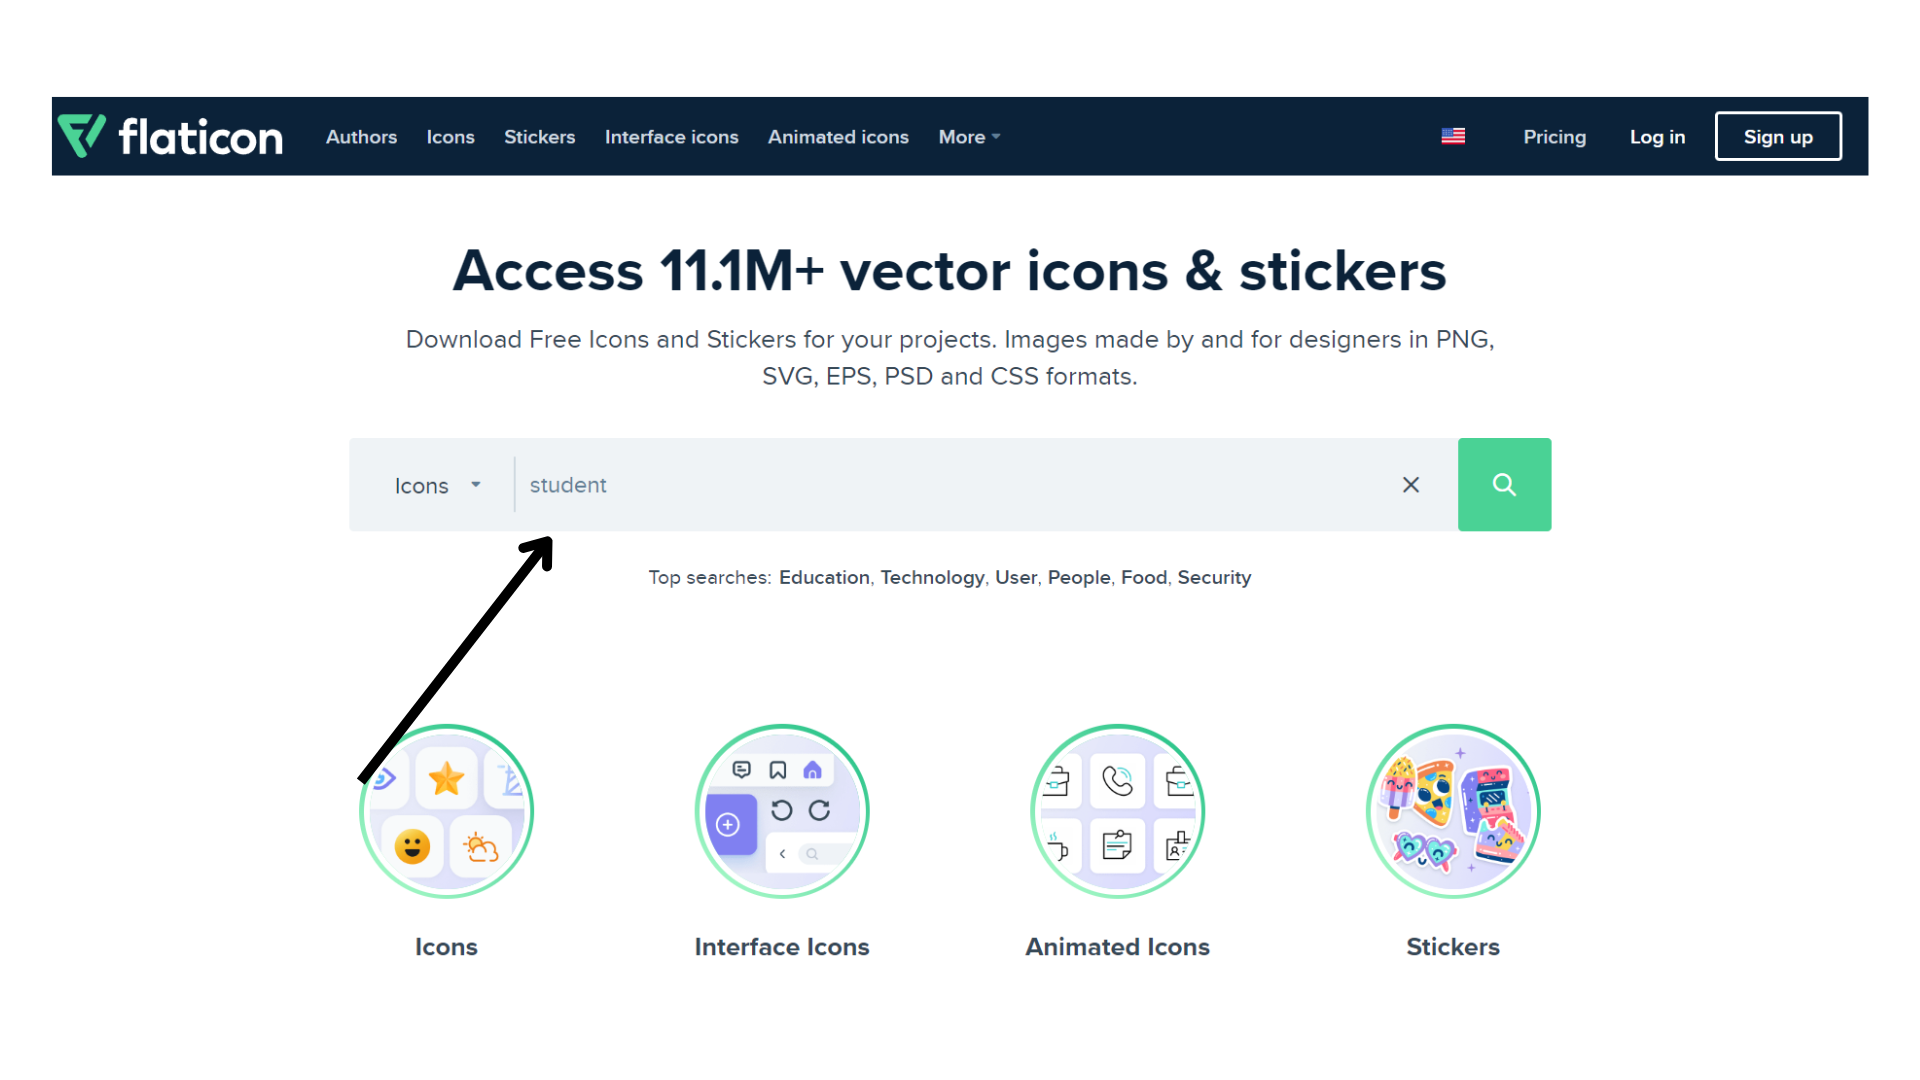 flaticon Authors Icons Stickers Interface icons Animated icons More Pricing Log in Sign up
Access 11.1M+ vector icons & stickers
Download Free Icons and Stickers for your projects. Images made by and for designers in PNG,
SVG, EPS, PSD and CSS formats.
Icons student
Top searches: Education, Technology, User, People, Food, Security
Icons Interface Icons Animated Icons Stickers